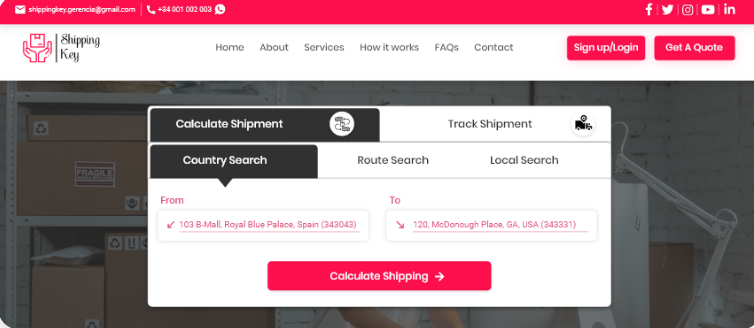 shippingkey.gerencia@gmail.com | +34 601 002 003
Shipping
Key
Home About Services How it works FAQs Contact
Sign up/Login Get A Quote
Calculate Shipment Track Shipment
Country Search Route Search Local Search
FRAGILE
From To
103 B-Mall, Royal Blue Palace, Spain (343043) 120, McDonough Place, GA, USA (343331)
Calculate Shipping →